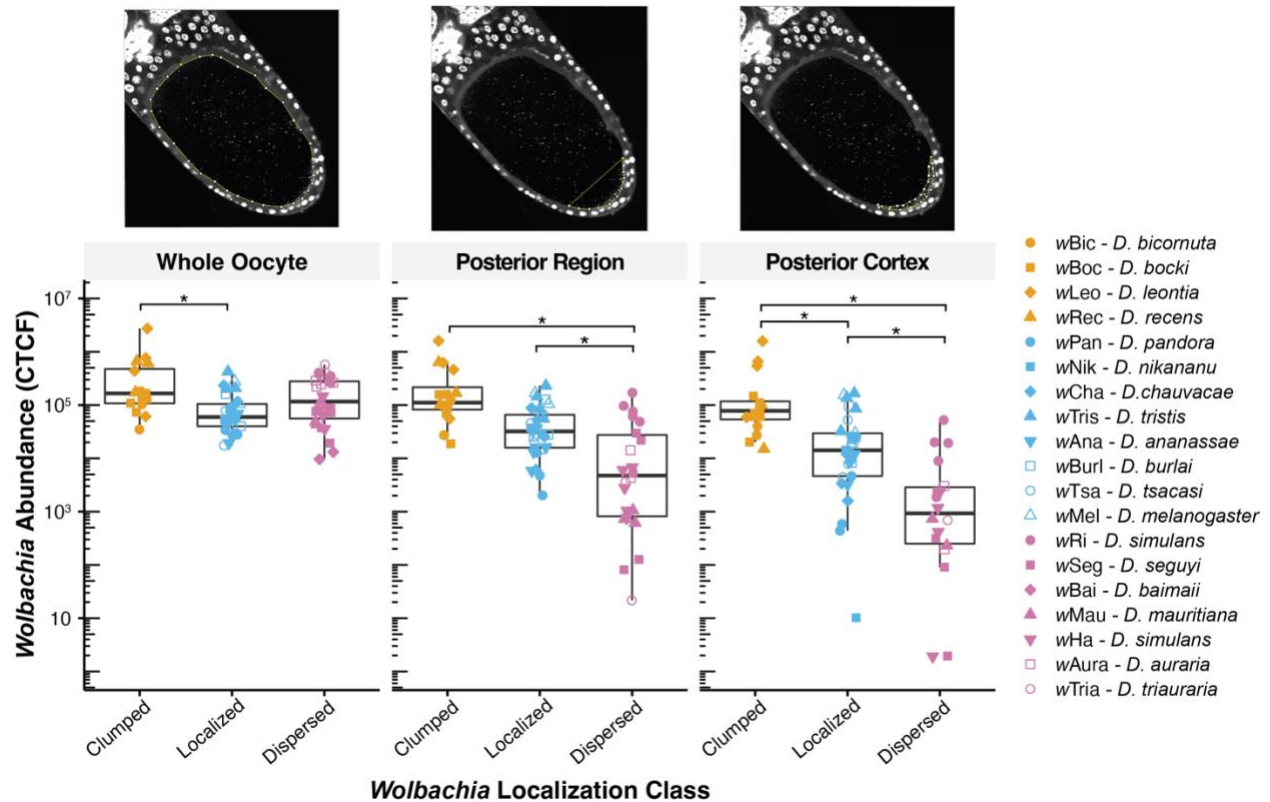 Whole Oocyte
Posterior Region
Posterior Cortex
Wolbachia Abundance (CTCF)
10⁷
10⁵
10³
10
*
*
*
*
*
*
Clumped
Localized
Dispersed
Clumped
Localized
Dispersed
Clumped
Localized
Dispersed
Wolbachia Localization Class
wBic - D. bicornuta
wBoc - D. bocki
wLeo - D. leontia
wRec - D. recens
wPan - D. pandora
wNik - D. nikananu
wCha - D.chauvacae
wTris - D. tristis
wAna - D. ananassae
wBurl - D. burlai
wTsa - D. tsacasi
wMel - D. melanogaster
wRi - D. simulans
wSeg - D. seguyi
wBai - D. baimaii
wMau - D. mauritiana
wHa - D. simulans
wAura - D. auraria
wTria - D. triauraria